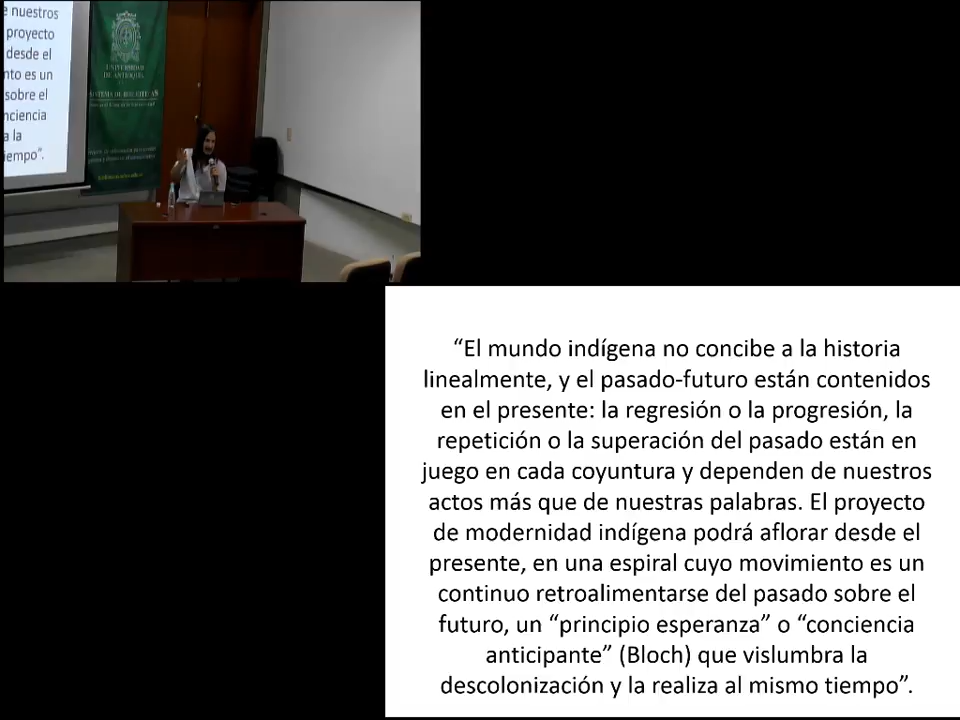 e nuestros
proyecto
desde el
nto es un
sobre el
nciencia
a la
iempo”.
UNIVERSIDAD
DE ANTIOQUIA
“El mundo indígena no concibe a la historia
linealmente, y el pasado-futuro están contenidos
en el presente: la regresión o la progresión, la
repetición o la superación del pasado están en
juego en cada coyuntura y dependen de nuestros
actos más que de nuestras palabras. El proyecto
de modernidad indígena podrá aflorar desde el
presente, en una espiral cuyo movimiento es un
continuo retroalimentarse del pasado sobre el
futuro, un “principio esperanza” o “conciencia
anticipante” (Bloch) que vislumbra la
descolonización y la realiza al mismo tiempo”.